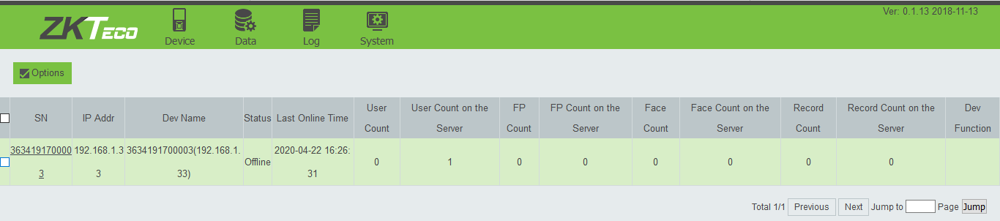 Ver: 0.1.13 2018-11-13
ZKTECO
Device Data Log System
Options
SN IP Addr Dev Name Status Last Online Time User Count User Count on the Server FP Count FP Count on the Server Face Count Face Count on the Server Record Count Record Count on the Server Dev Function
3634191700003 192.168.1.33 3634191700003(192.168.1.33) Offline 2020-04-22 16:26:31 0 1 0 0 0 0 0 0
Total 1/1 Previous Next Jump to Page Jump